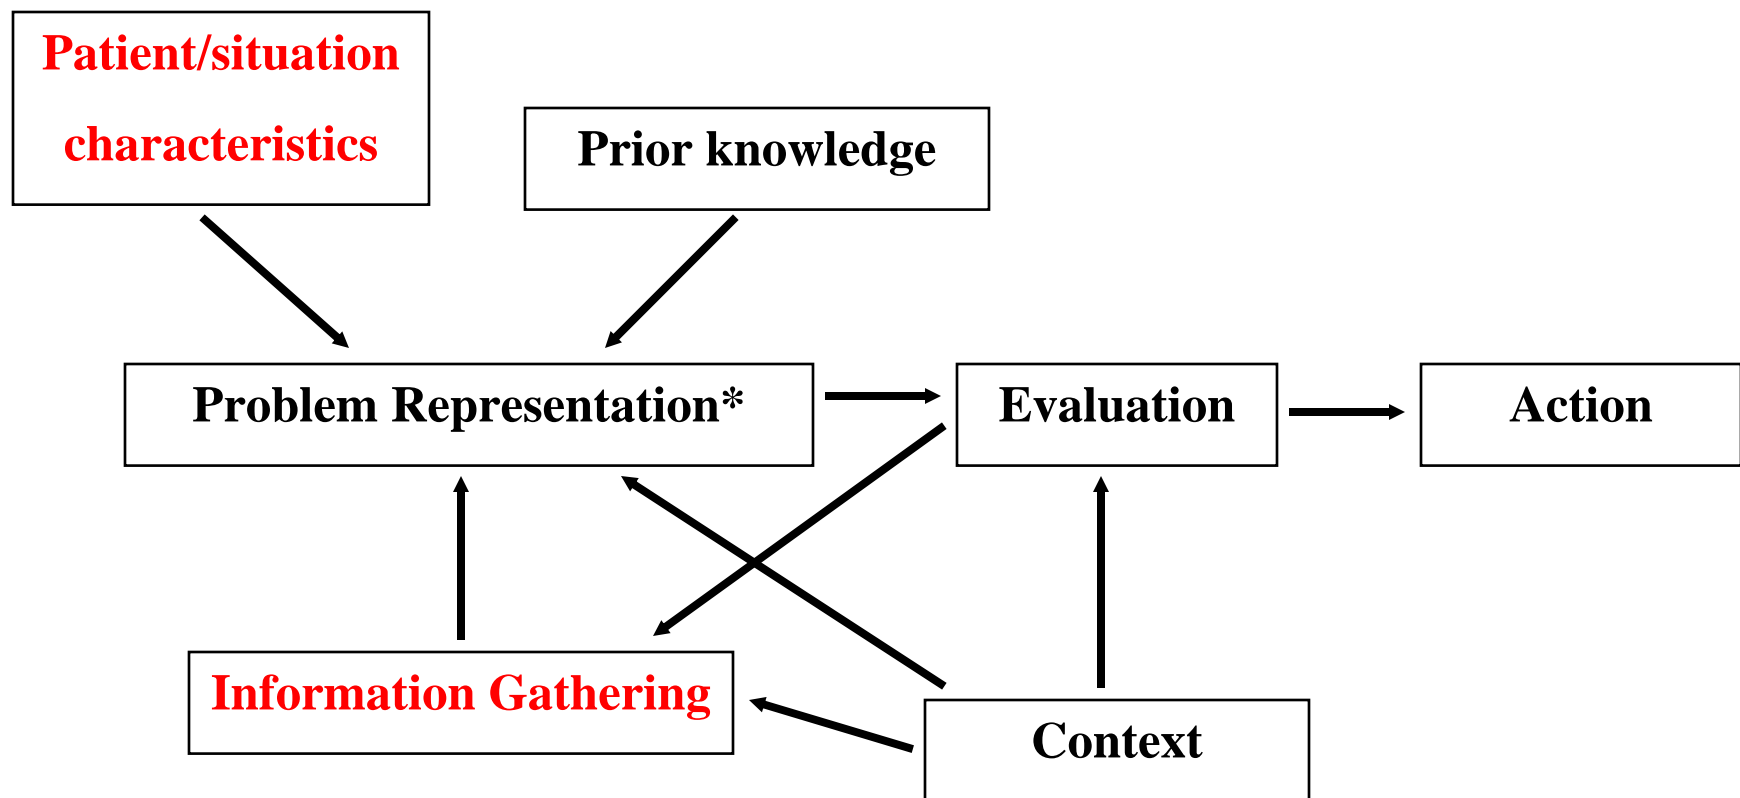 Patient/situation
characteristics
Prior knowledge
Problem Representation*
Evaluation
Action
Information Gathering
Context